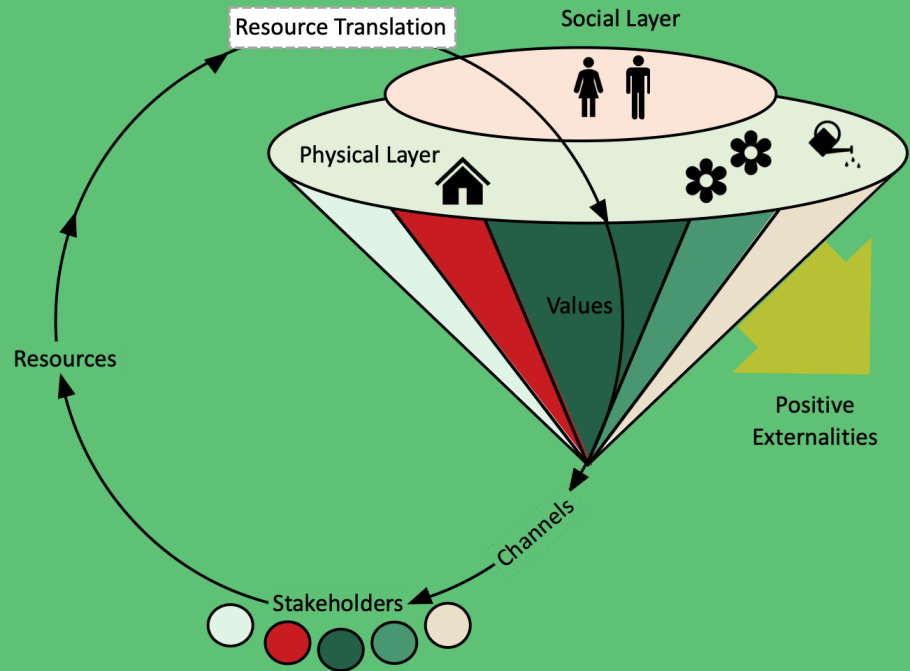 Resource Translation
Social Layer
Physical Layer
Values
Resources
Positive
Externalities
Channels
Stakeholders